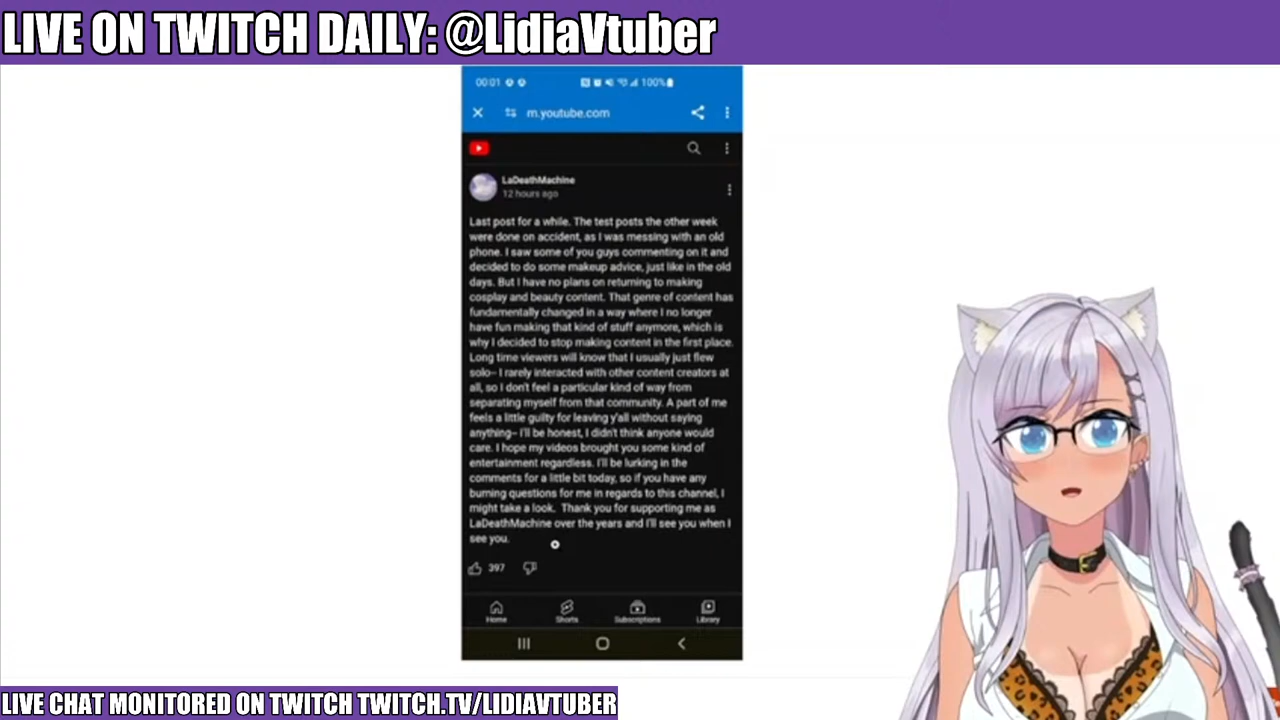 LIVE ON TWITCH DAILY: @LidiaVtuber
00:01 100%
m.youtube.com
LaDeathMachine
12 hours ago
Last post for a while. The test posts the other week
were done on accident, as I was messing with an old
phone. I saw some of you guys commenting on it and
decided to do some makeup advice, just like in the old
days. But I have no plans on returning to making
cosplay and beauty content. That genre of content has
fundamentally changed in a way where I no longer
have fun making that kind of stuff anymore, which is
why I decided to stop making content in the first place.
Long time viewers will know that I usually just flew
solo-- I rarely interacted with other content creators at
all, so I don't feel a particular kind of way from
separating myself from that community. A part of me
feels a little guilty for leaving y'all without saying
anything-- I'll be honest, I didn't think anyone would
care. I hope my videos brought you some kind of
entertainment regardless. I'll be lurking in the
comments for a little bit today, so if you have any
burning questions for me in regards to this channel, I
might take a look.  Thank you for supporting me as
LaDeathMachine over the years and I'll see you when I
see you.
397
Home Shorts Subscriptions Library
LIVE CHAT MONITORED ON TWITCH TWITCH.TV/LIDIAVTUBER